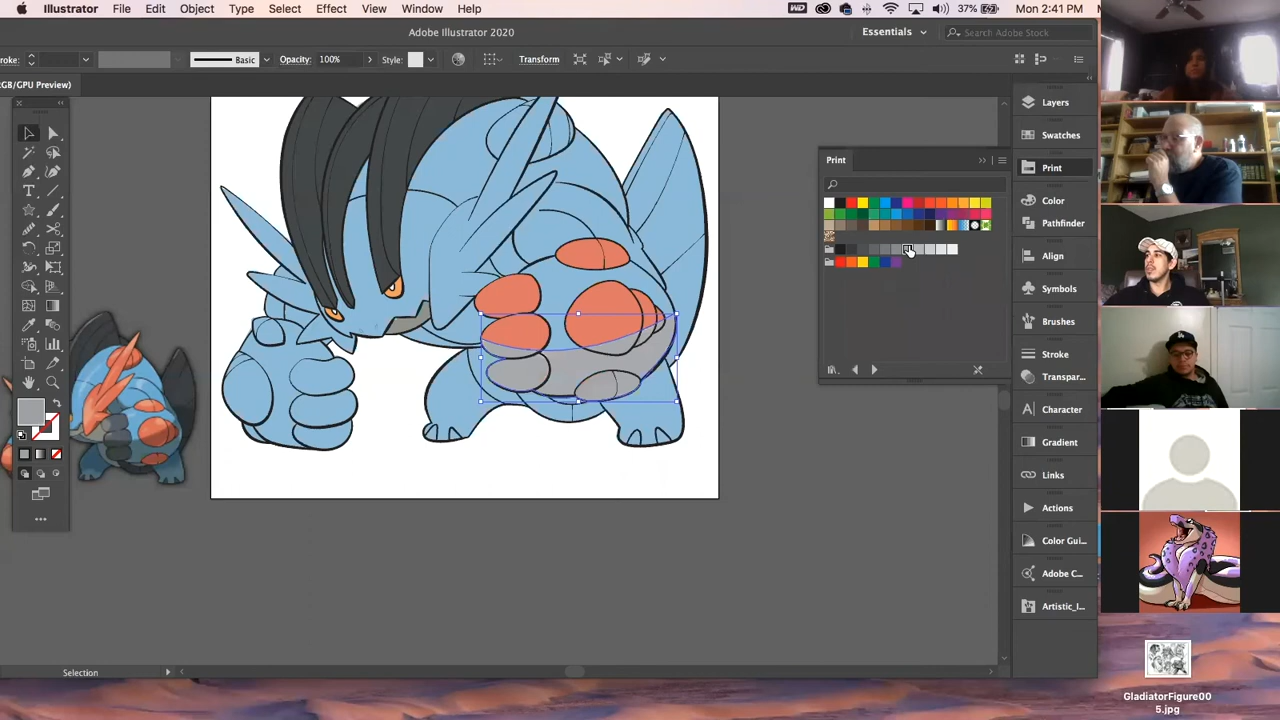 Illustrator File Edit Object Type Select Effect View Window Help
37% Mon 2:41 PM
Adobe Illustrator 2020
Essentials
Search Adobe Stock
roke:
Basic
Opacity: 100%
Style:
Transform
RGB/GPU Preview)
Print
Layers
Swatches
Print
Color
Pathfinder
Align
Symbols
Brushes
Stroke
Transpar...
Character
Gradient
Links
Actions
Color Gui...
Adobe C...
Artistic_I...
Selection
GladiatorFigure00
5.jpg